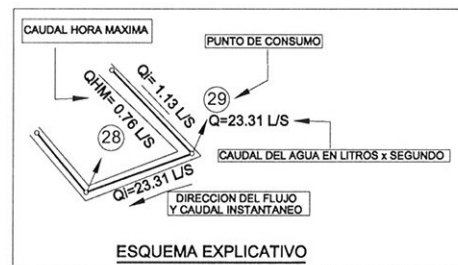 CAUDAL HORA MAXIMA
PUNTO DE CONSUMO
Qi= 1.13 L/S
QHM= 0.76 L/S
29
Q=23.31 L/S
28
CAUDAL DEL AGUA EN LITROS x SEGUNDO
Qi=23.31 L/S
DIRECCION DEL FLUJO
Y CAUDAL INSTANTANEO
ESQUEMA EXPLICATIVO